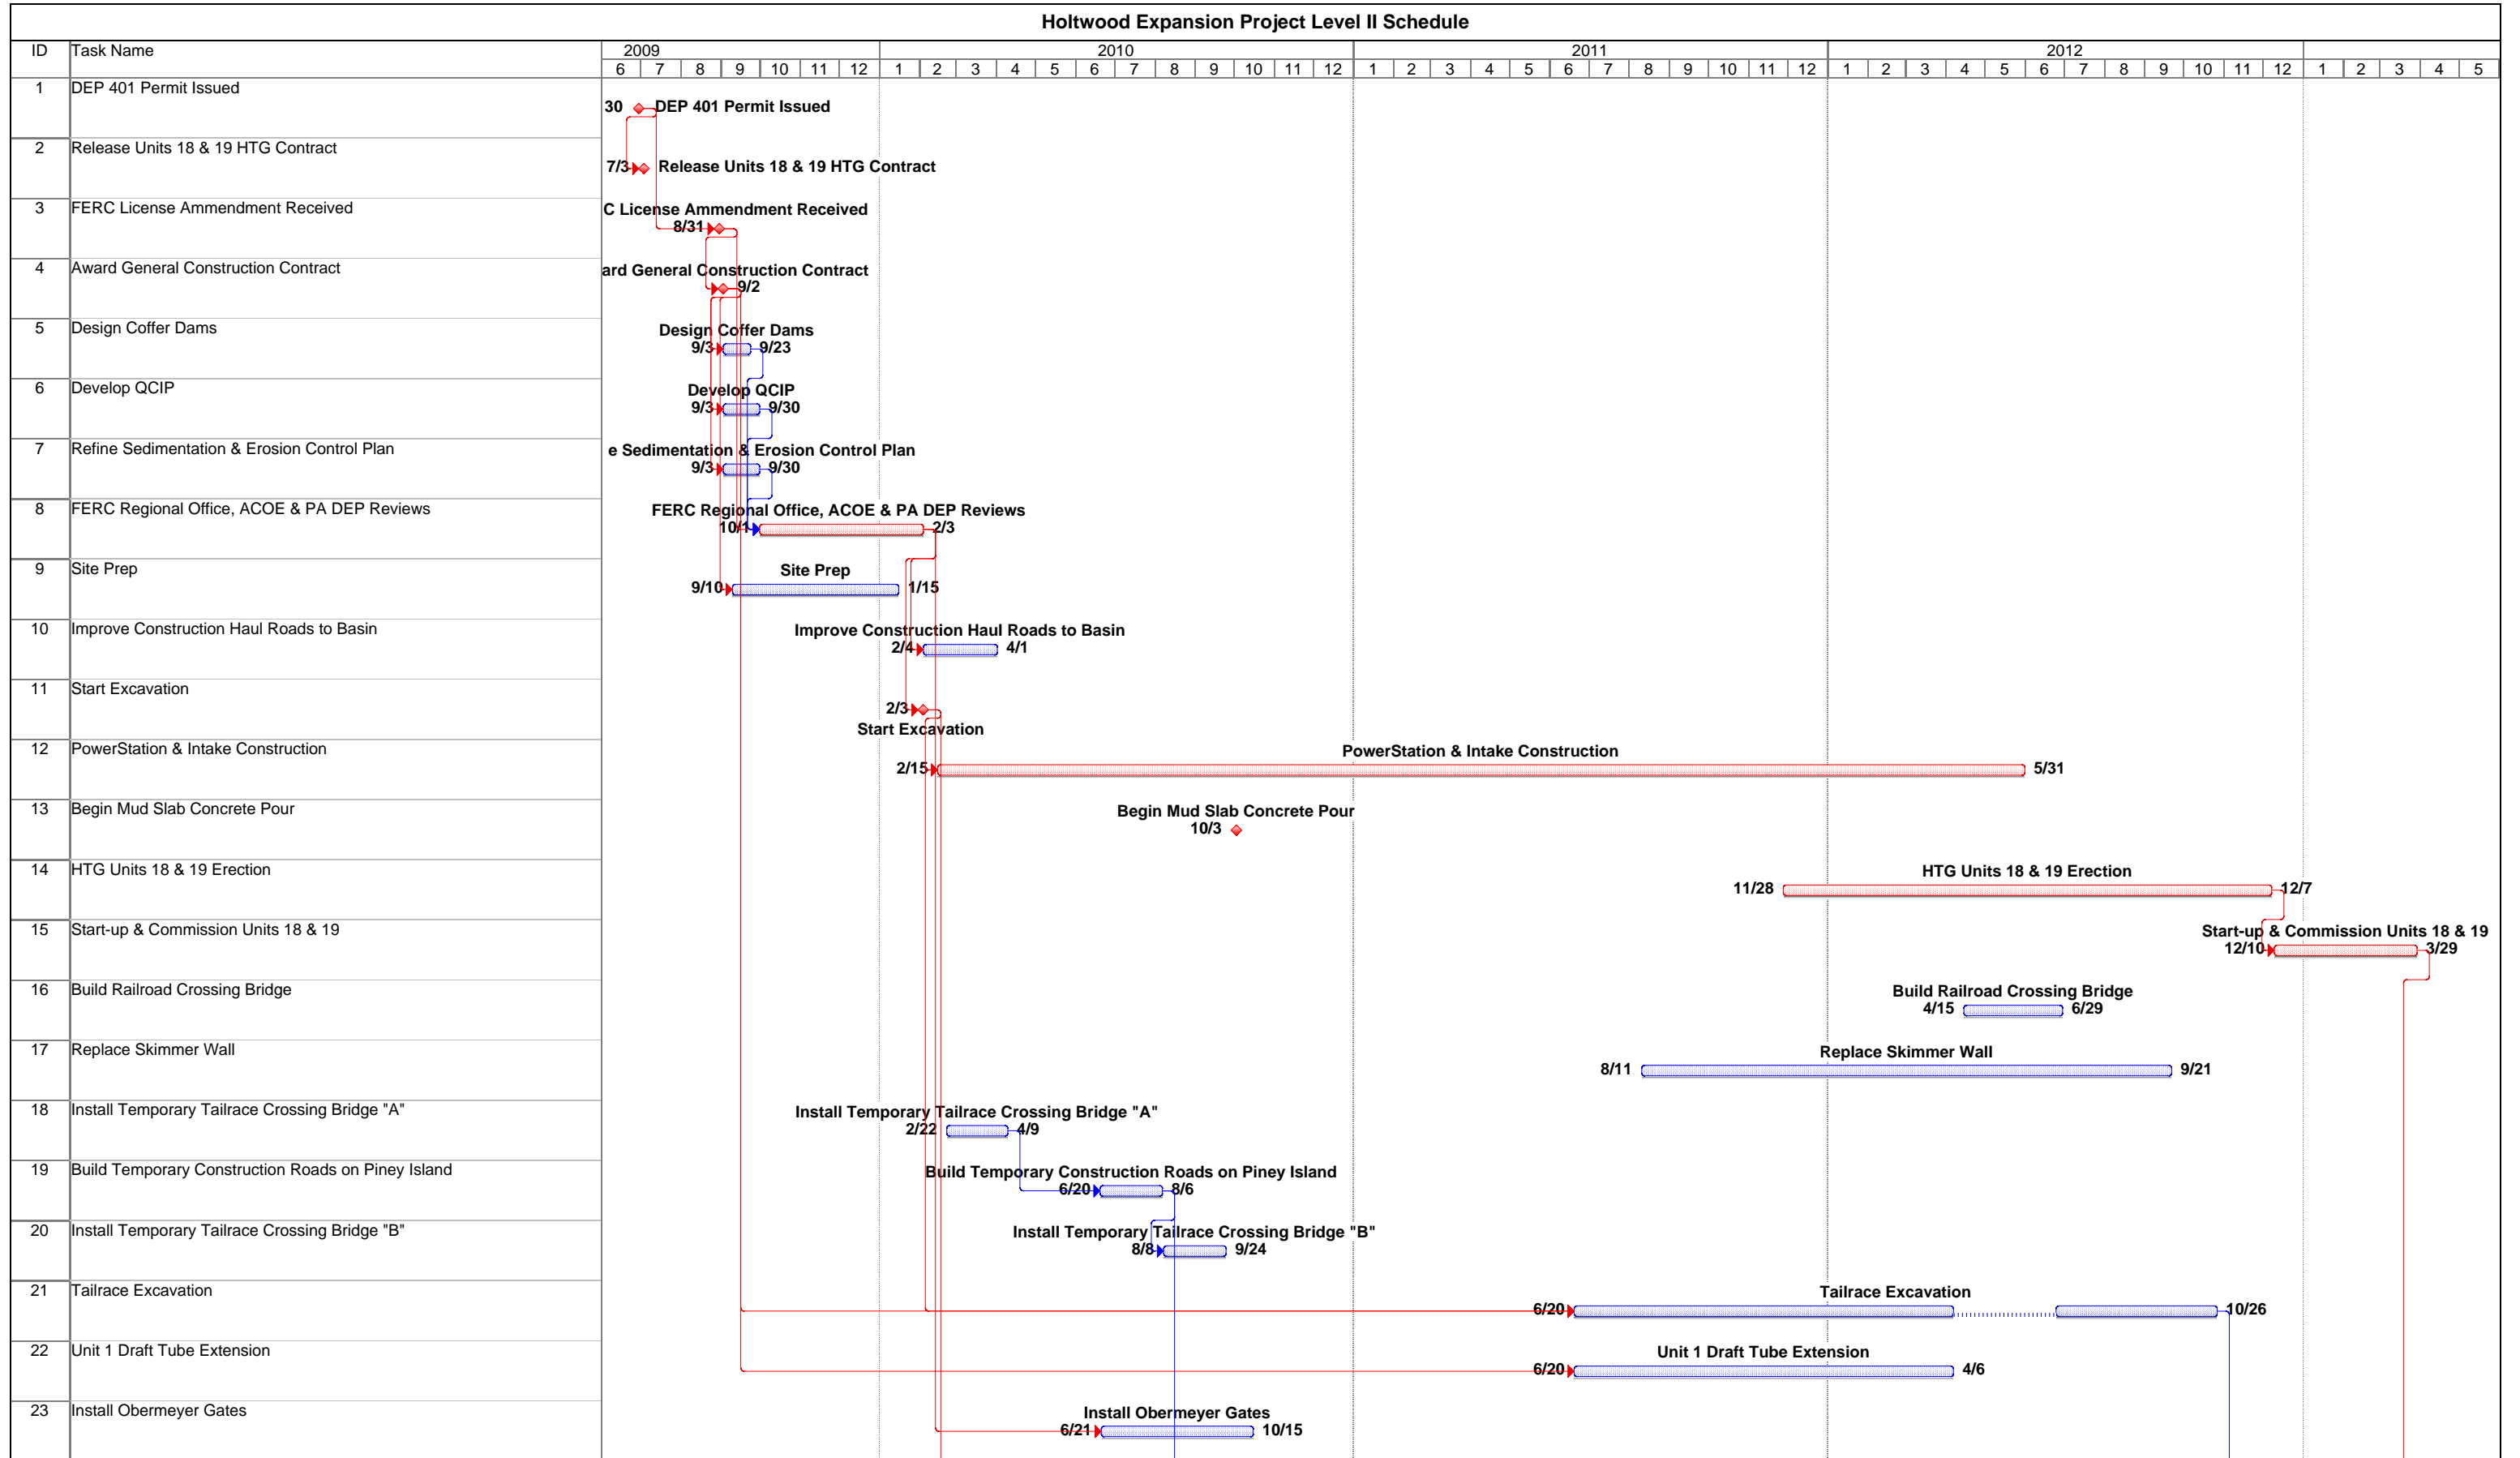 Holtwood Expansion Project Level II Schedule
ID Task Name 2009 2010 2011 2012
6 7 8 9 10 11 12 1 2 3 4 5 6 7 8 9 10 11 12 1 2 3 4 5 6 7 8 9 10 11 12 1 2 3 4 5 6 7 8 9 10 11 12 1 2 3 4 5
1 DEP 401 Permit Issued
30 DEP 401 Permit Issued
2 Release Units 18 & 19 HTG Contract
7/3 Release Units 18 & 19 HTG Contract
3 FERC License Ammendment Received
C License Ammendment Received
8/31
4 Award General Construction Contract
ard General Construction Contract
9/2
5 Design Coffer Dams
Design Coffer Dams
9/3 9/23
6 Develop QCIP
Develop QCIP
9/3 9/30
7 Refine Sedimentation & Erosion Control Plan
e Sedimentation & Erosion Control Plan
9/3 9/30
8 FERC Regional Office, ACOE & PA DEP Reviews
FERC Regional Office, ACOE & PA DEP Reviews
10/1 2/3
9 Site Prep
Site Prep
9/10 1/15
10 Improve Construction Haul Roads to Basin
Improve Construction Haul Roads to Basin
2/4 4/1
11 Start Excavation
2/3
Start Excavation
12 PowerStation & Intake Construction
PowerStation & Intake Construction
2/15 5/31
13 Begin Mud Slab Concrete Pour
Begin Mud Slab Concrete Pour
10/3
14 HTG Units 18 & 19 Erection
HTG Units 18 & 19 Erection
11/28 12/7
15 Start-up & Commission Units 18 & 19
Start-up & Commission Units 18 & 19
12/10 3/29
16 Build Railroad Crossing Bridge
Build Railroad Crossing Bridge
4/15 6/29
17 Replace Skimmer Wall
Replace Skimmer Wall
8/11 9/21
18 Install Temporary Tailrace Crossing Bridge "A"
Install Temporary Tailrace Crossing Bridge "A"
2/22 4/9
19 Build Temporary Construction Roads on Piney Island
Build Temporary Construction Roads on Piney Island
6/20 8/6
20 Install Temporary Tailrace Crossing Bridge "B"
Install Temporary Tailrace Crossing Bridge "B"
8/8 9/24
21 Tailrace Excavation
Tailrace Excavation
6/20 10/26
22 Unit 1 Draft Tube Extension
Unit 1 Draft Tube Extension
6/20 4/6
23 Install Obermeyer Gates
Install Obermeyer Gates
6/21 10/15